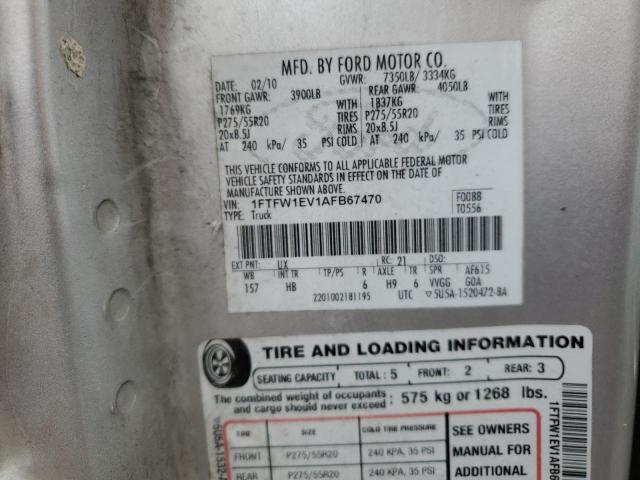 MFD. BY FORD MOTOR CO.
DATE: 02/10 GVWR: 7350LB/ 3334KG
FRONT GAWR: 3900LB REAR GAWR: 4050LB
1769KG WITH 1837KG WITH
P275/55R20 TIRES P275/55R20 TIRES
20x8.5J RIMS 20x8.5J RIMS
AT 240 kPa/ 35 PSI COLD AT 240 kPa/ 35 PSI COLD
THIS VEHICLE CONFORMS TO ALL APPLICABLE FEDERAL MOTOR
VEHICLE SAFETY STANDARDS IN EFFECT ON THE DATE OF
MANUFACTURE SHOWN ABOVE.
VIN: 1FTFW1EV1AFB67470 F0088
TYPE: Truck T0556
EXT PNT: UX RC: 21 DSO:
WB INT TR TP/PS R AXLE TR SPR AF615
157 HB 6 H9 6 VVGG GOA
2201002181195 UTC ▽5U5A-1520472-BA
TIRE AND LOADING INFORMATION
SEATING CAPACITY TOTAL: 5 FRONT: 2 REAR: 3
The combined weight of occupants
and cargo should never exceed: 575 kg or 1268 lbs.
TIRE SIZE COLD TIRE PRESSURE SEE OWNERS
FRONT P275/55R20 240 KPA, 35 PSI MANUAL FOR
REAR P275/55R20 240 KPA, 35 PSI ADDITIONAL
1FTFW1EV1AFB6